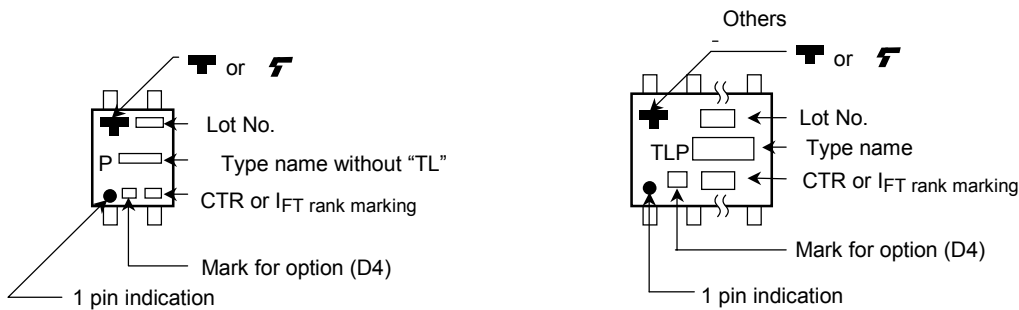 or
Lot No.
P
Type name without “TL”
CTR or IFT rank marking
Mark for option (D4)
1 pin indication
Others
or
Lot No.
TLP
Type name
CTR or IFT rank marking
Mark for option (D4)
1 pin indication